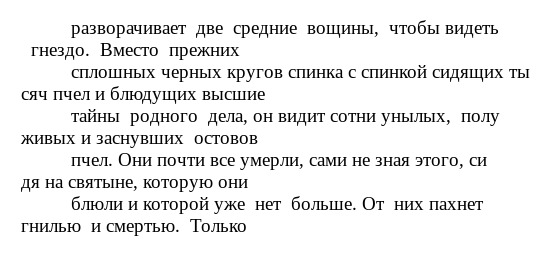 разворачивает две средние вощины, чтобы видеть
гнездо. Вместо прежних
сплошных черных кругов спинка с спинкой сидящих ты
сяч пчел и блюдущих высшие
тайны родного дела, он видит сотни унылых, полу
живых и заснувших остовов
пчел. Они почти все умерли, сами не зная этого, си
дя на святыне, которую они
блюли и которой уже нет больше. От них пахнет
гнилью и смертью. Только